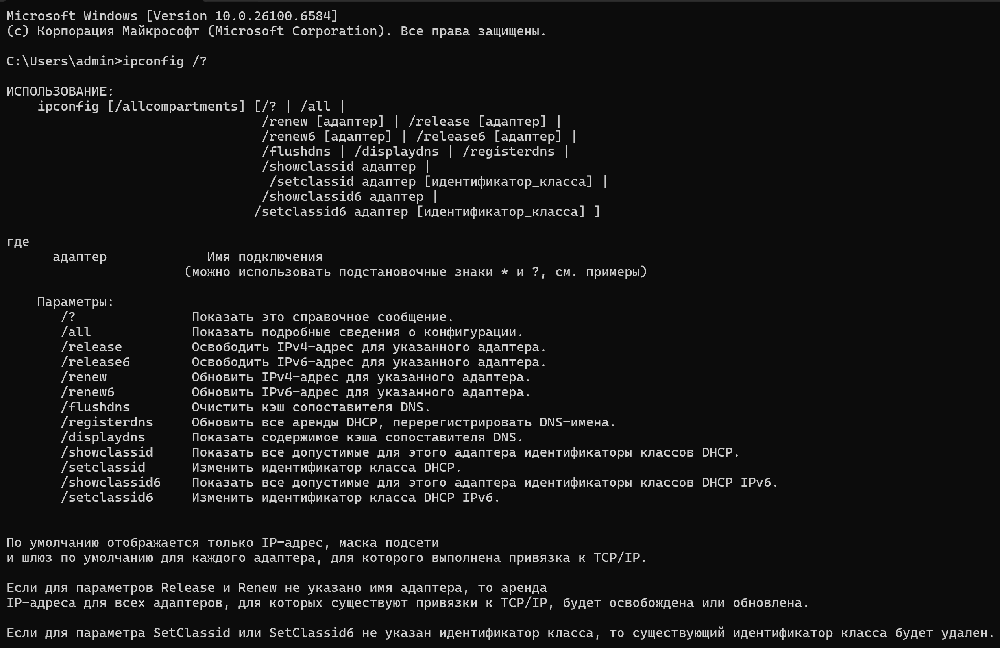 Microsoft Windows [Version 10.0.26100.6584]
(c) Корпорация Майкрософт (Microsoft Corporation). Все права защищены.

C:\Users\admin>ipconfig /?

ИСПОЛЬЗОВАНИЕ:
    ipconfig [/allcompartments] [/? | /all |
                                 /renew [адаптер] | /release [адаптер] |
                                 /renew6 [адаптер] | /release6 [адаптер] |
                                 /flushdns | /displaydns | /registerdns |
                                 /showclassid адаптер |
                                  /setclassid адаптер [идентификатор_класса] |
                                 /showclassid6 адаптер |
                                /setclassid6 адаптер [идентификатор_класса] ]

где
      адаптер             Имя подключения
                       (можно использовать подстановочные знаки * и ?, см. примеры)

    Параметры:
       /?               Показать это справочное сообщение.
       /all             Показать подробные сведения о конфигурации.
       /release         Освободить IPv4-адрес для указанного адаптера.
       /release6        Освободить IPv6-адрес для указанного адаптера.
       /renew           Обновить IPv4-адрес для указанного адаптера.
       /renew6          Обновить IPv6-адрес для указанного адаптера.
       /flushdns        Очистить кэш сопоставителя DNS.
       /registerdns     Обновить все аренды DHCP, перерегистрировать DNS-имена.
       /displaydns      Показать содержимое кэша сопоставителя DNS.
       /showclassid     Показать все допустимые для этого адаптера идентификаторы классов DHCP.
       /setclassid      Изменить идентификатор класса DHCP.
       /showclassid6    Показать все допустимые для этого адаптера идентификаторы классов DHCP IPv6.
       /setclassid6     Изменить идентификатор класса DHCP IPv6.

По умолчанию отображается только IP-адрес, маска подсети
и шлюз по умолчанию для каждого адаптера, для которого выполнена привязка к TCP/IP.

Если для параметров Release и Renew не указано имя адаптера, то аренда
IP-адреса для всех адаптеров, для которых существуют привязки к TCP/IP, будет освобождена или обновлена.

Если для параметра SetClassid или SetClassid6 не указан идентификатор класса, то существующий идентификатор класса будет удален.